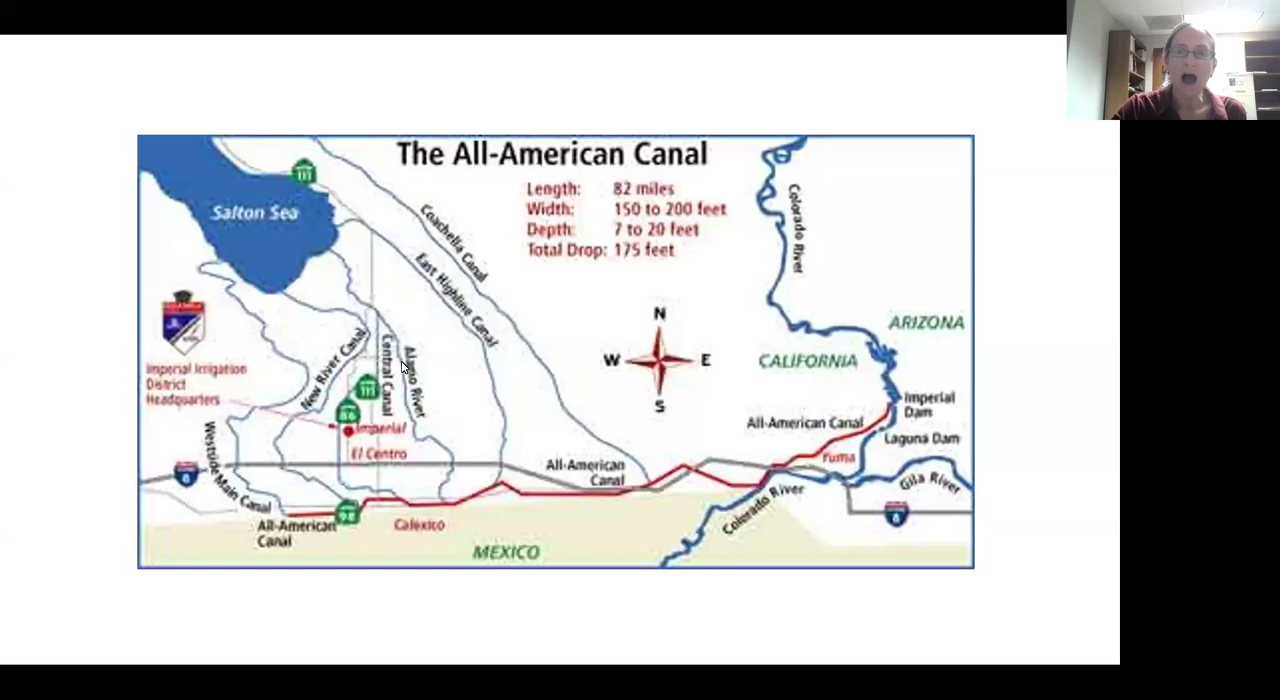 The All-American Canal
Length: 82 miles
Width: 150 to 200 feet
Depth: 7 to 20 feet
Total Drop: 175 feet
111
Salton Sea
Coachella Canal
East Highline Canal
Colorado River
N
W E
S
ARIZONA
CALIFORNIA
Imperial Irrigation
District
Headquarters
New River Canal
Central Canal
Alamo River
111
86
Imperial
El Centro
Imperial
Dam
All-American Canal
Laguna Dam
Yuma
Gila River
Westside Main Canal
8
All-American
Canal
Colorado River
8
98
All-American
Canal
Calexico
MEXICO